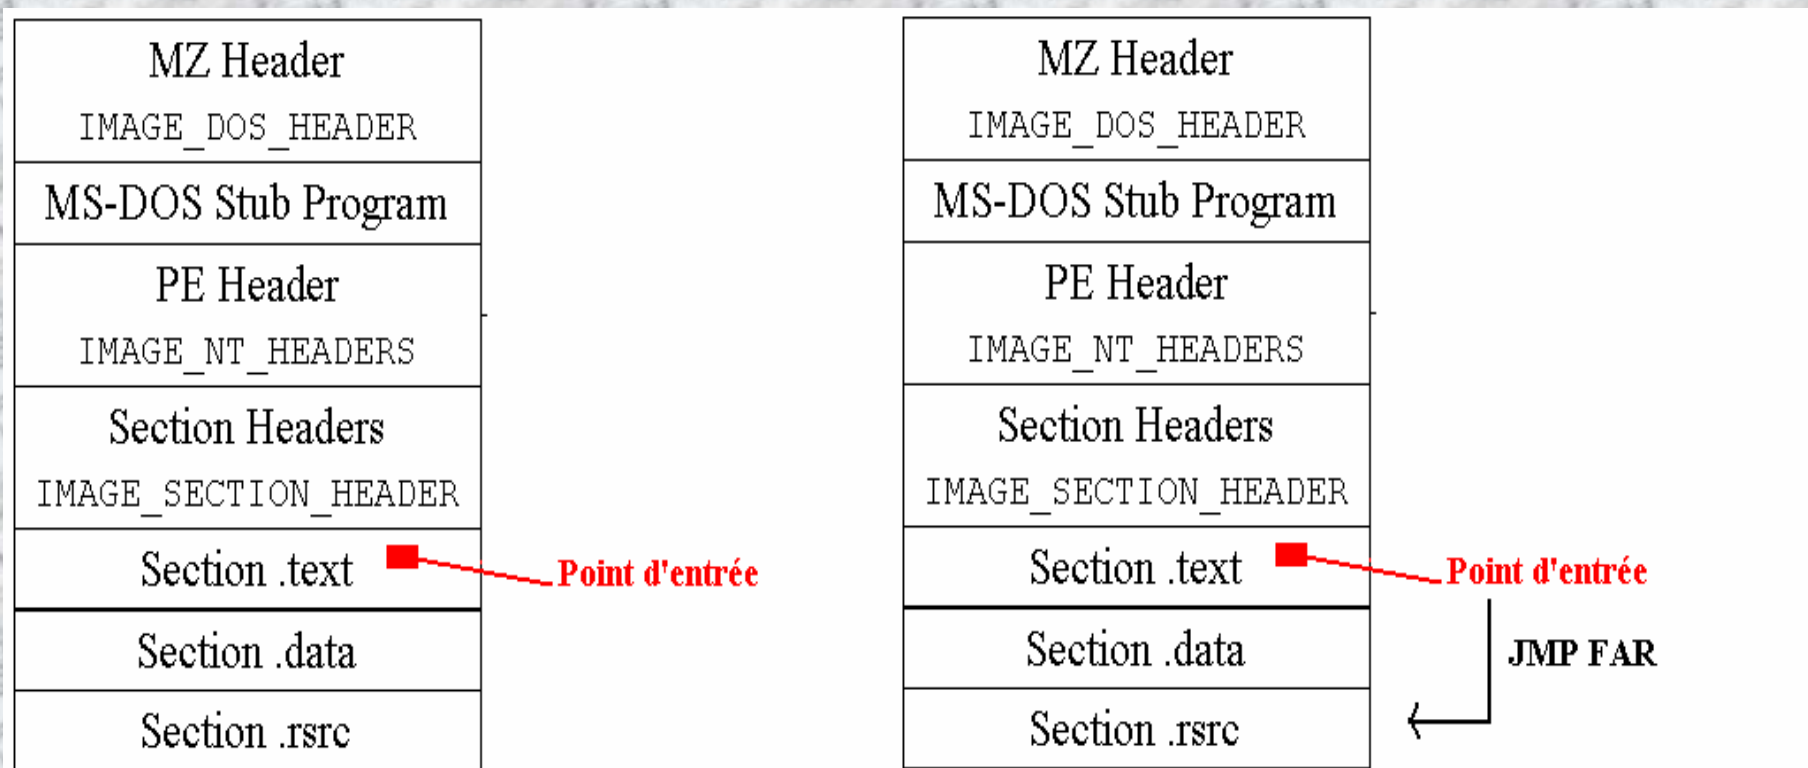 MZ Header
IMAGE_DOS_HEADER
MS-DOS Stub Program
PE Header
IMAGE_NT_HEADERS
Section Headers
IMAGE_SECTION_HEADER
Section .text
Point d'entrée
Section .data
Section .rsrc
MZ Header
IMAGE_DOS_HEADER
MS-DOS Stub Program
PE Header
IMAGE_NT_HEADERS
Section Headers
IMAGE_SECTION_HEADER
Section .text
Point d'entrée
Section .data
JMP FAR
Section .rsrc